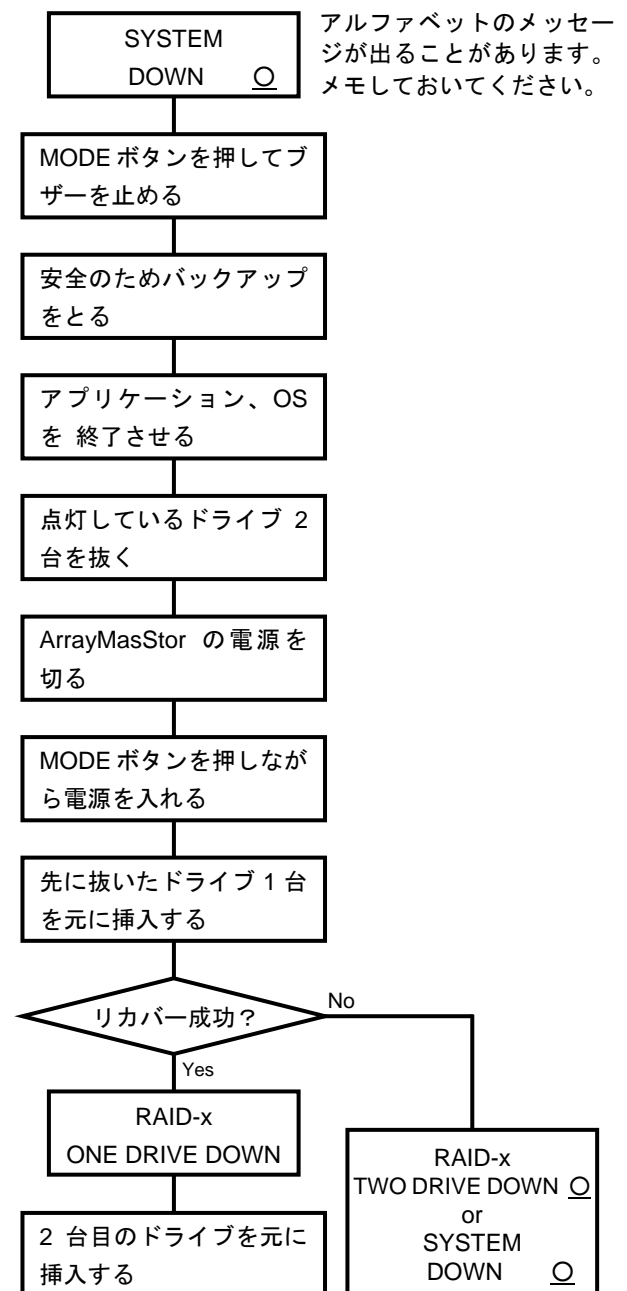 SYSTEM
DOWN ○
アルファベットのメッセー
ジが出ることがあります。
メモしておいてください。
MODE ボタンを押してブ
ザーを止める
安全のためバックアップ
をとる
アプリケーション、OS
を 終了させる
点灯しているドライブ 2
台を抜く
ArrayMasStor の電源を
切る
MODE ボタンを押しなが
ら電源を入れる
先に抜いたドライブ 1 台
を元に挿入する
リカバー成功？
No
Yes
RAID-x
ONE DRIVE DOWN
RAID-x
TWO DRIVE DOWN ○
or
SYSTEM
DOWN ○
2 台目のドライブを元に
挿入する